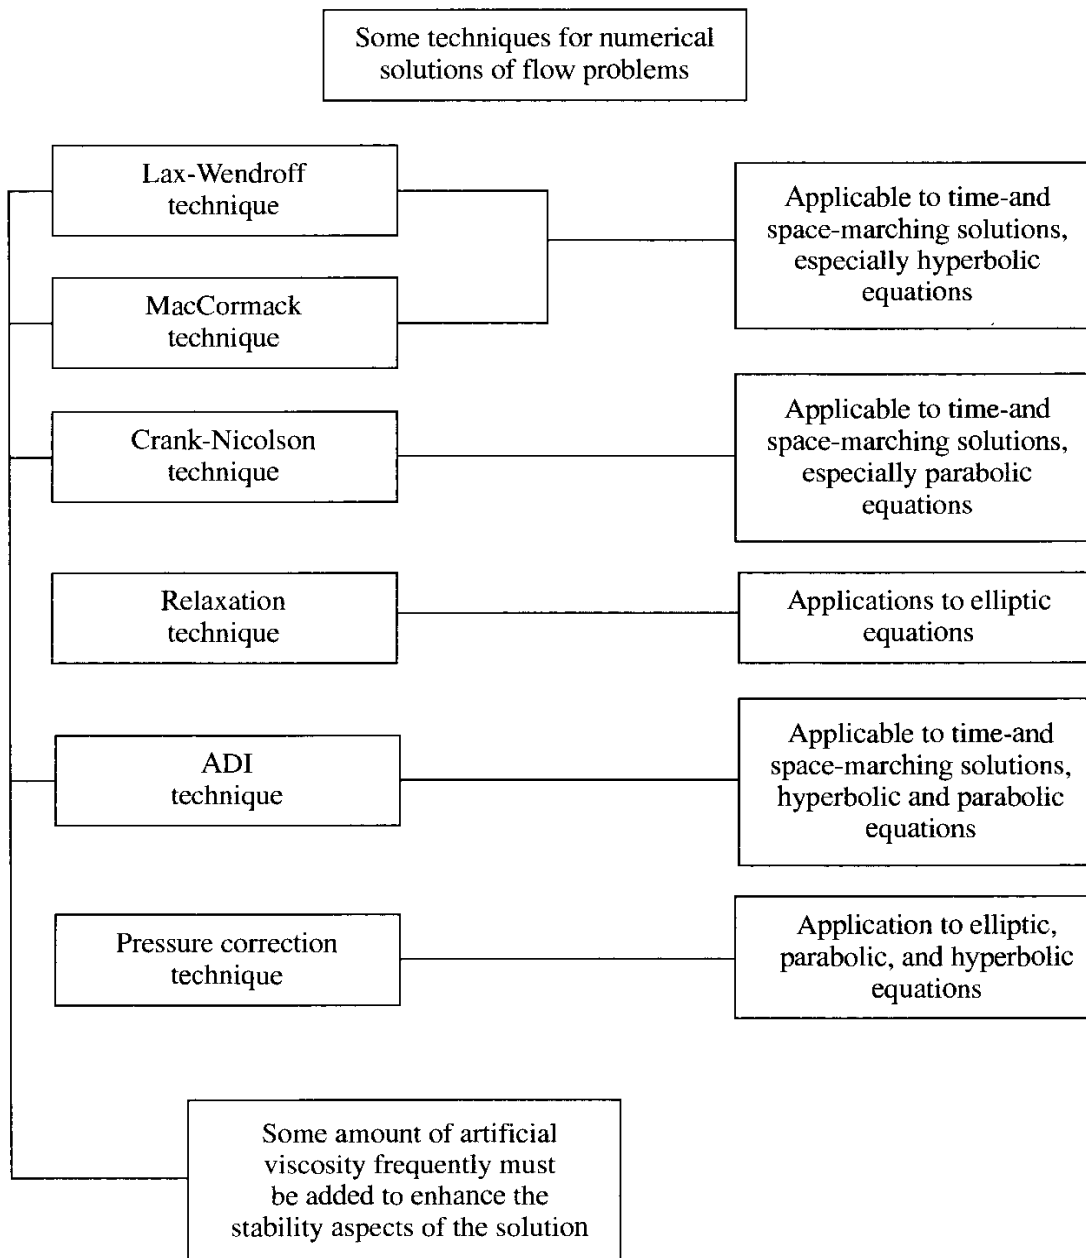 Some techniques for numerical
solutions of flow problems
Lax-Wendroff
technique
MacCormack
technique
Applicable to time-and
space-marching solutions,
especially hyperbolic
equations
Crank-Nicolson
technique
Applicable to time-and
space-marching solutions,
especially parabolic
equations
Relaxation
technique
Applications to elliptic
equations
ADI
technique
Applicable to time-and
space-marching solutions,
hyperbolic and parabolic
equations
Pressure correction
technique
Application to elliptic,
parabolic, and hyperbolic
equations
Some amount of artificial
viscosity frequently must
be added to enhance the
stability aspects of the solution